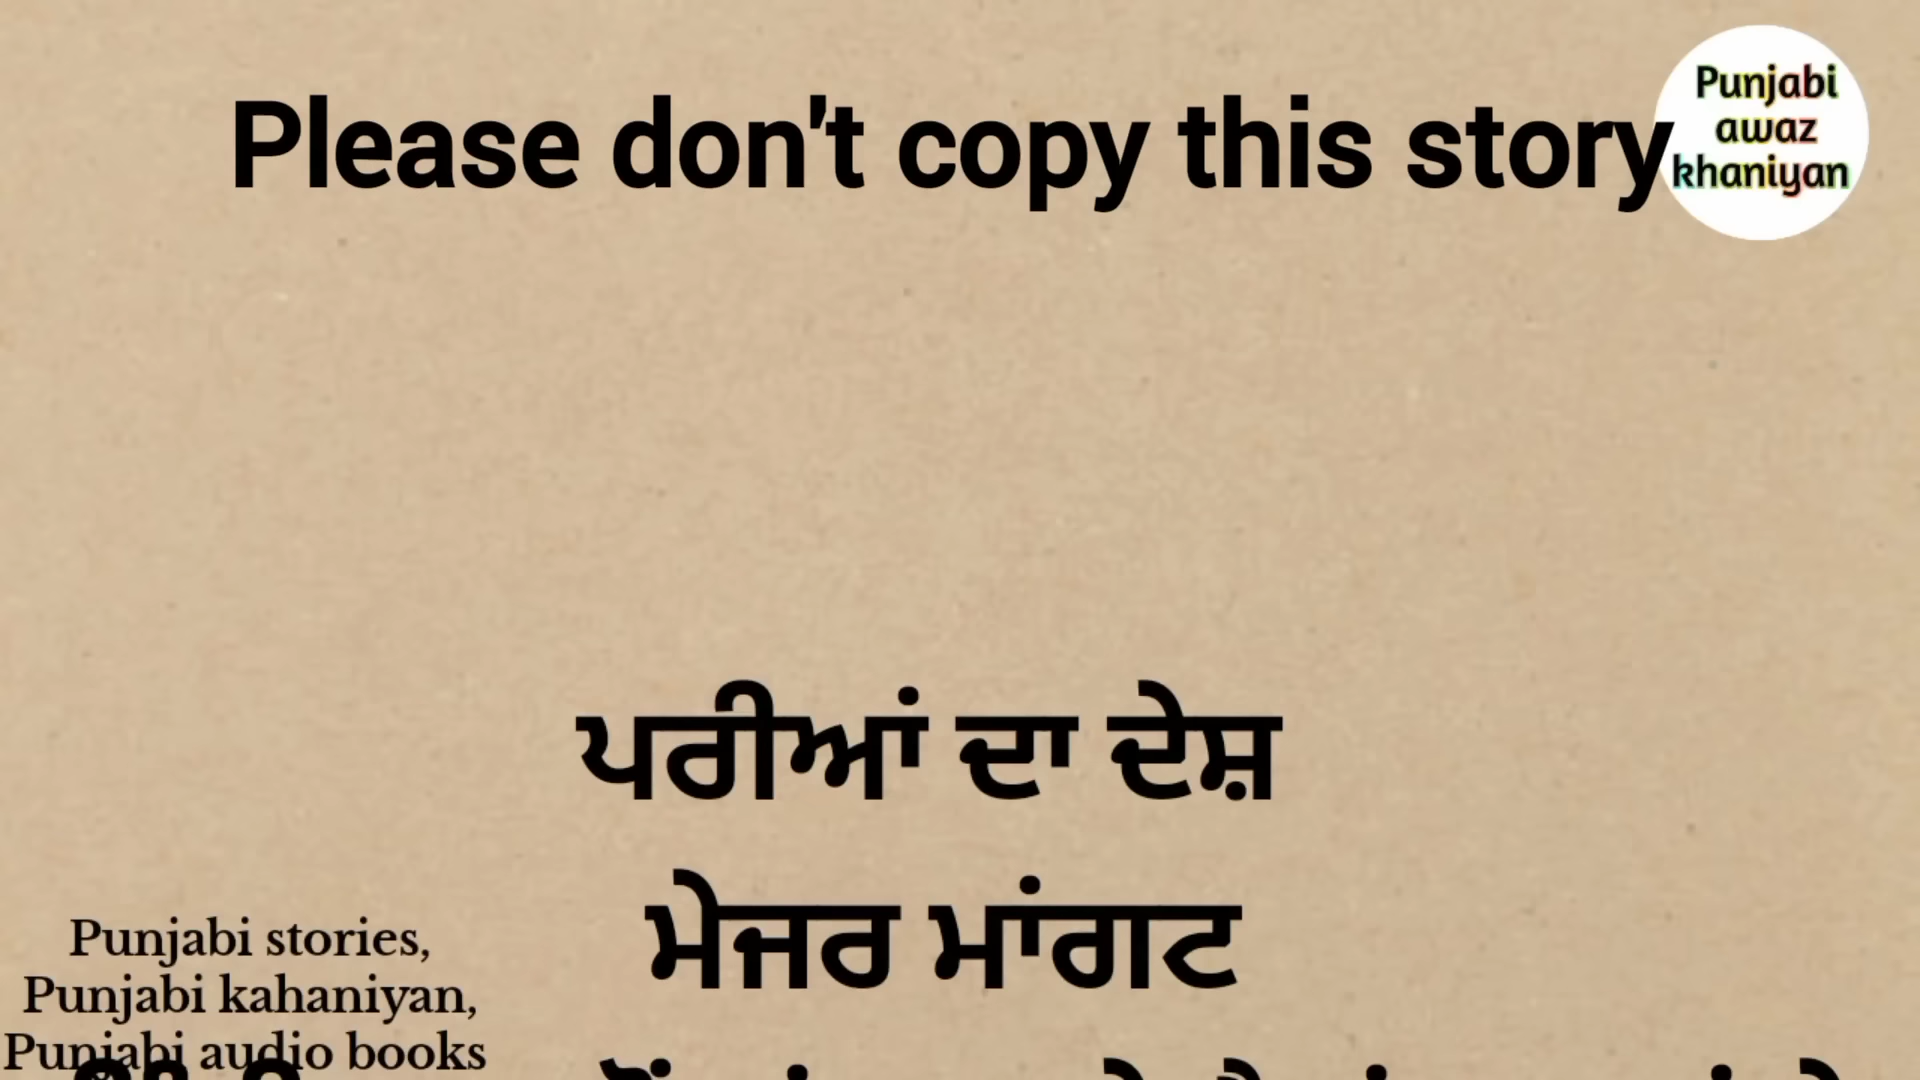 Please don't copy this story
Punjabi
awaz
khaniyan
ਪਰੀਆਂ ਦਾ ਦੇਸ਼
ਮੇਜਰ ਮਾਂਗਟ
Punjabi stories,
Punjabi kahaniyan,
Punjabi audio books